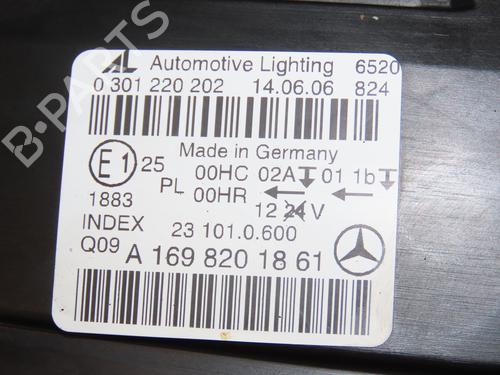 AL Automotive Lighting 6520
0 301 220 202 14.06.06 824
Made in Germany
E1 25 00HC 02A 01 1b
PL 00HR
1883 12 24 V
INDEX 23 101.0.600
Q09 A 169 820 18 61
B-PARTS